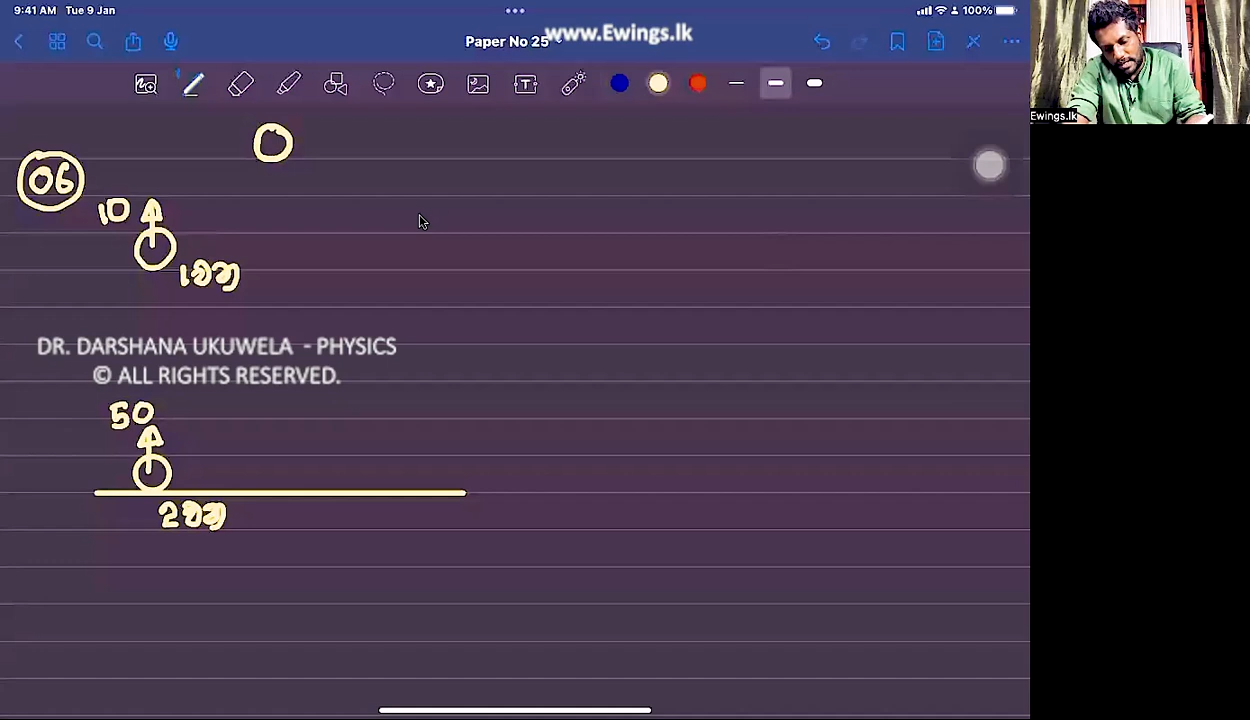 9:41 AM Tue 9 Jan
100%
Paper No 25
www.Ewings.lk
T
Ewings.lk
O
06
10
1වන
DR. DARSHANA UKUWELA - PHYSICS
© ALL RIGHTS RESERVED.
50
2වන